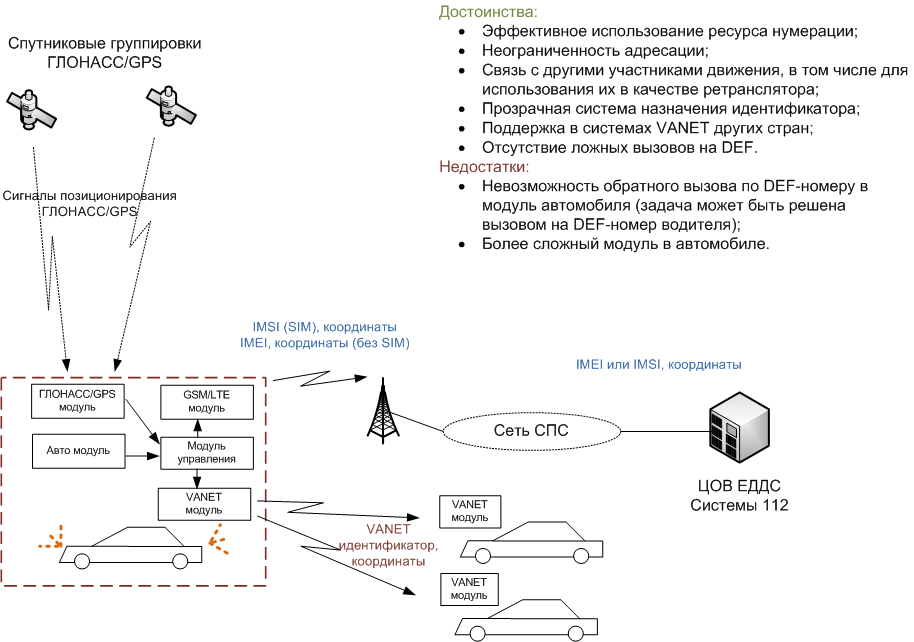 Достоинства:
• Эффективное использование ресурса нумерации;
• Неограниченность адресации;
• Связь с другими участниками движения, в том числе для
использования их в качестве ретранслятора;
• Прозрачная система назначения идентификатора;
• Поддержка в системах VANET других стран;
• Отсутствие ложных вызовов на DEF.
Недостатки:
• Невозможность обратного вызова по DEF-номеру в
модуль автомобиля (задача может быть решена
вызовом на DEF-номер водителя);
• Более сложный модуль в автомобиле.
Спутниковые группировки
ГЛОНАСС/GPS
Сигналы позиционирования
ГЛОНАСС/GPS
IMSI (SIM), координаты
IMEI, координаты (без SIM)
IMEI или IMSI, координаты
ГЛОНАСС/GPS
модуль
GSM/LTE
модуль
Авто модуль
Модуль
управления
VANET
модуль
Сеть СПС
ЦОВ ЕДДС
Системы 112
VANET
идентификатор,
координаты
VANET
модуль
VANET
модуль